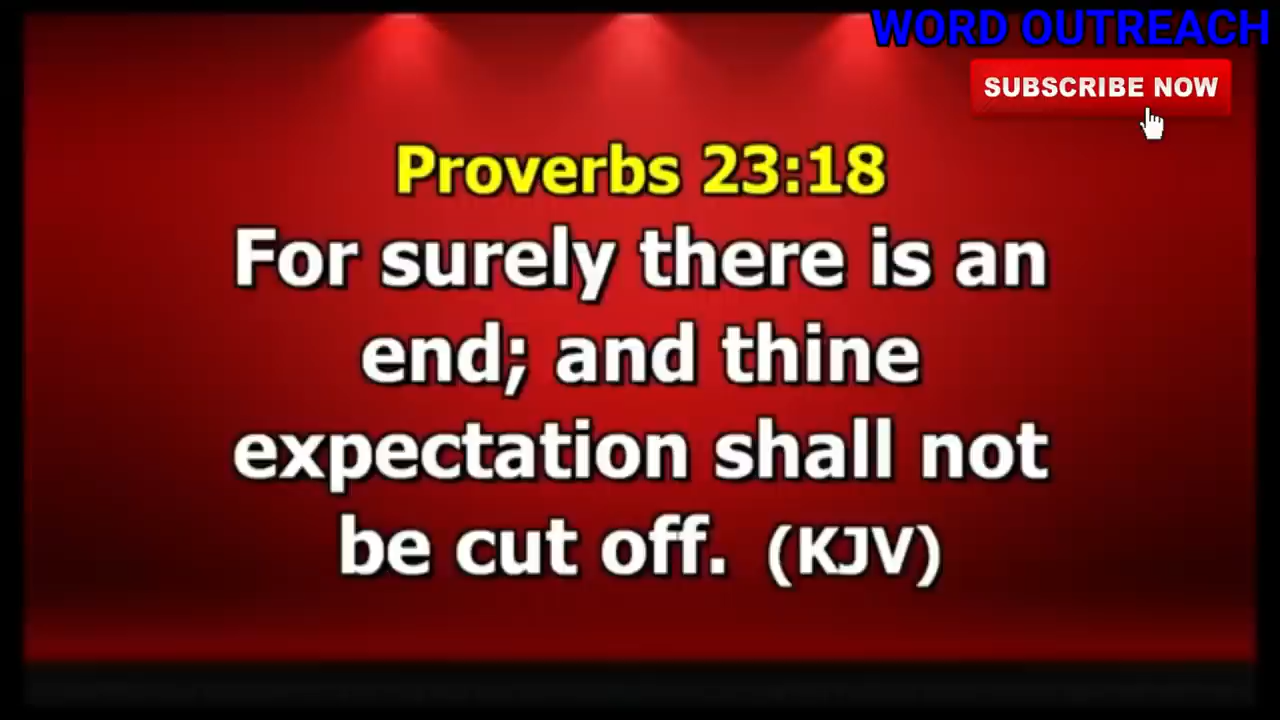 WORD OUTREACH
SUBSCRIBE NOW
Proverbs 23:18
For surely there is an
end; and thine
expectation shall not
be cut off. (KJV)